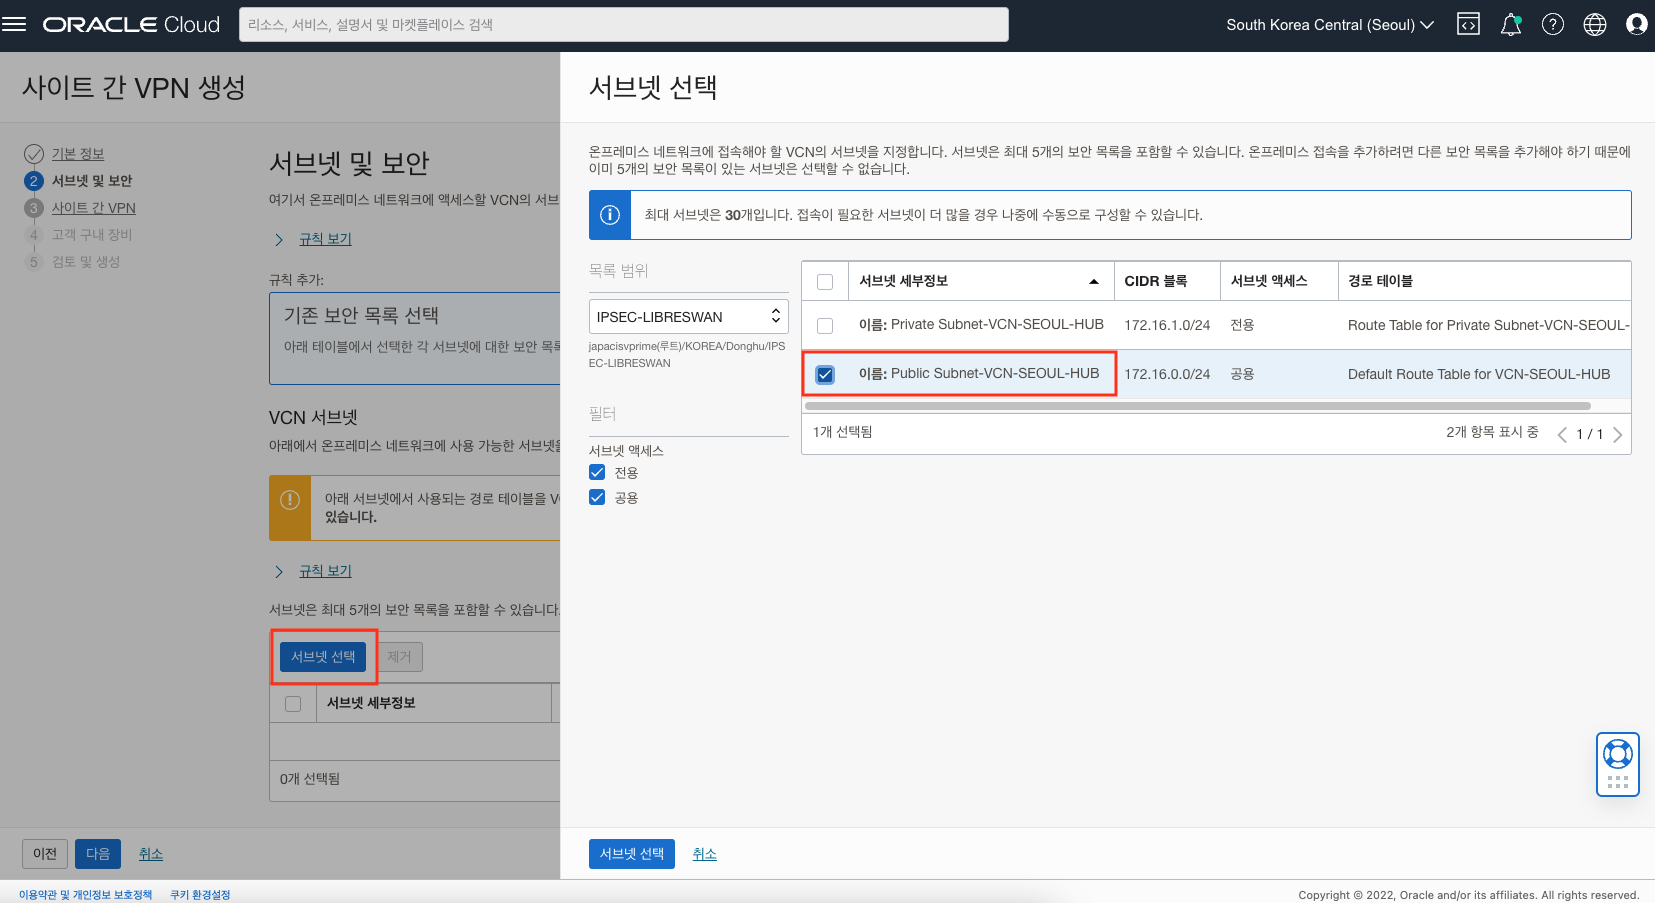 ORACLE Cloud
리소스, 서비스, 설명서 및 마켓플레이스 검색
South Korea Central (Seoul)
사이트 간 VPN 생성
기본 정보
2 서브넷 및 보안
3 사이트 간 VPN
4 고객 구내 장비
5 검토 및 생성
서브넷 및 보안
여기서 온프레미스 네트워크에 액세스할 VCN의 서브
규칙 보기
규칙 추가:
기존 보안 목록 선택
아래 테이블에서 선택한 각 서브넷에 대한 보안 목록
VCN 서브넷
아래에서 온프레미스 네트워크에 사용 가능한 서브넷을
아래 서브넷에서 사용되는 경로 테이블을
있습니다.
규칙 보기
서브넷은 최대 5개의 보안 목록을 포함할 수 있습니다.
서브넷 선택
제거
서브넷 세부정보
0개 선택됨
이전
다음
취소
서브넷 선택
온프레미스 네트워크에 접속해야 할 VCN의 서브넷을 지정합니다. 서브넷은 최대 5개의 보안 목록을 포함할 수 있습니다. 온프레미스 접속을 추가하려면 다른 보안 목록을 추가해야 하기 때문에
이미 5개의 보안 목록이 있는 서브넷은 선택할 수 없습니다.
최대 서브넷은 30개입니다. 접속이 필요한 서브넷이 더 많을 경우 나중에 수동으로 구성할 수 있습니다.
목록 범위
IPSEC-LIBRESWAN
japacisvprime(루트)/KOREA/Donghu/IPS
EC-LIBRESWAN
필터
서브넷 액세스
전용
공용
서브넷 세부정보 CIDR 블록 서브넷 액세스 경로 테이블
이름: Private Subnet-VCN-SEOUL-HUB 172.16.1.0/24 전용 Route Table for Private Subnet-VCN-SEOUL-
이름: Public Subnet-VCN-SEOUL-HUB 172.16.0.0/24 공용 Default Route Table for VCN-SEOUL-HUB
1개 선택됨
2개 항목 표시 중 1 / 1
서브넷 선택
취소
이용약관 및 개인정보 보호정책
쿠키 환경설정
Copyright © 2022, Oracle and/or its affiliates. All rights reserved.